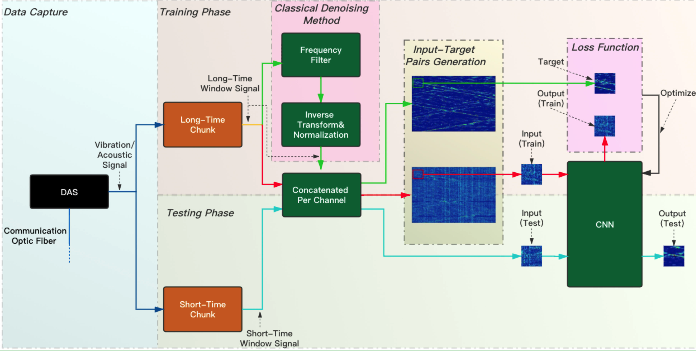 Data Capture
Training Phase
Classical Denoising
Method
Frequency
Filter
Inverse
Transform&
Normalization
Long-Time
Window Signal
Long-Time
Chunk
Vibration/
Acoustic
Signal
DAS
Communication
Optic Fiber
Testing Phase
Concatenated
Per Channel
Short-Time
Chunk
Short-Time
Window Signal
Input-Target
Pairs Generation
Loss Function
Target
Output
(Train)
Optimize
Input
(Train)
CNN
Input
(Test)
Output
(Test)